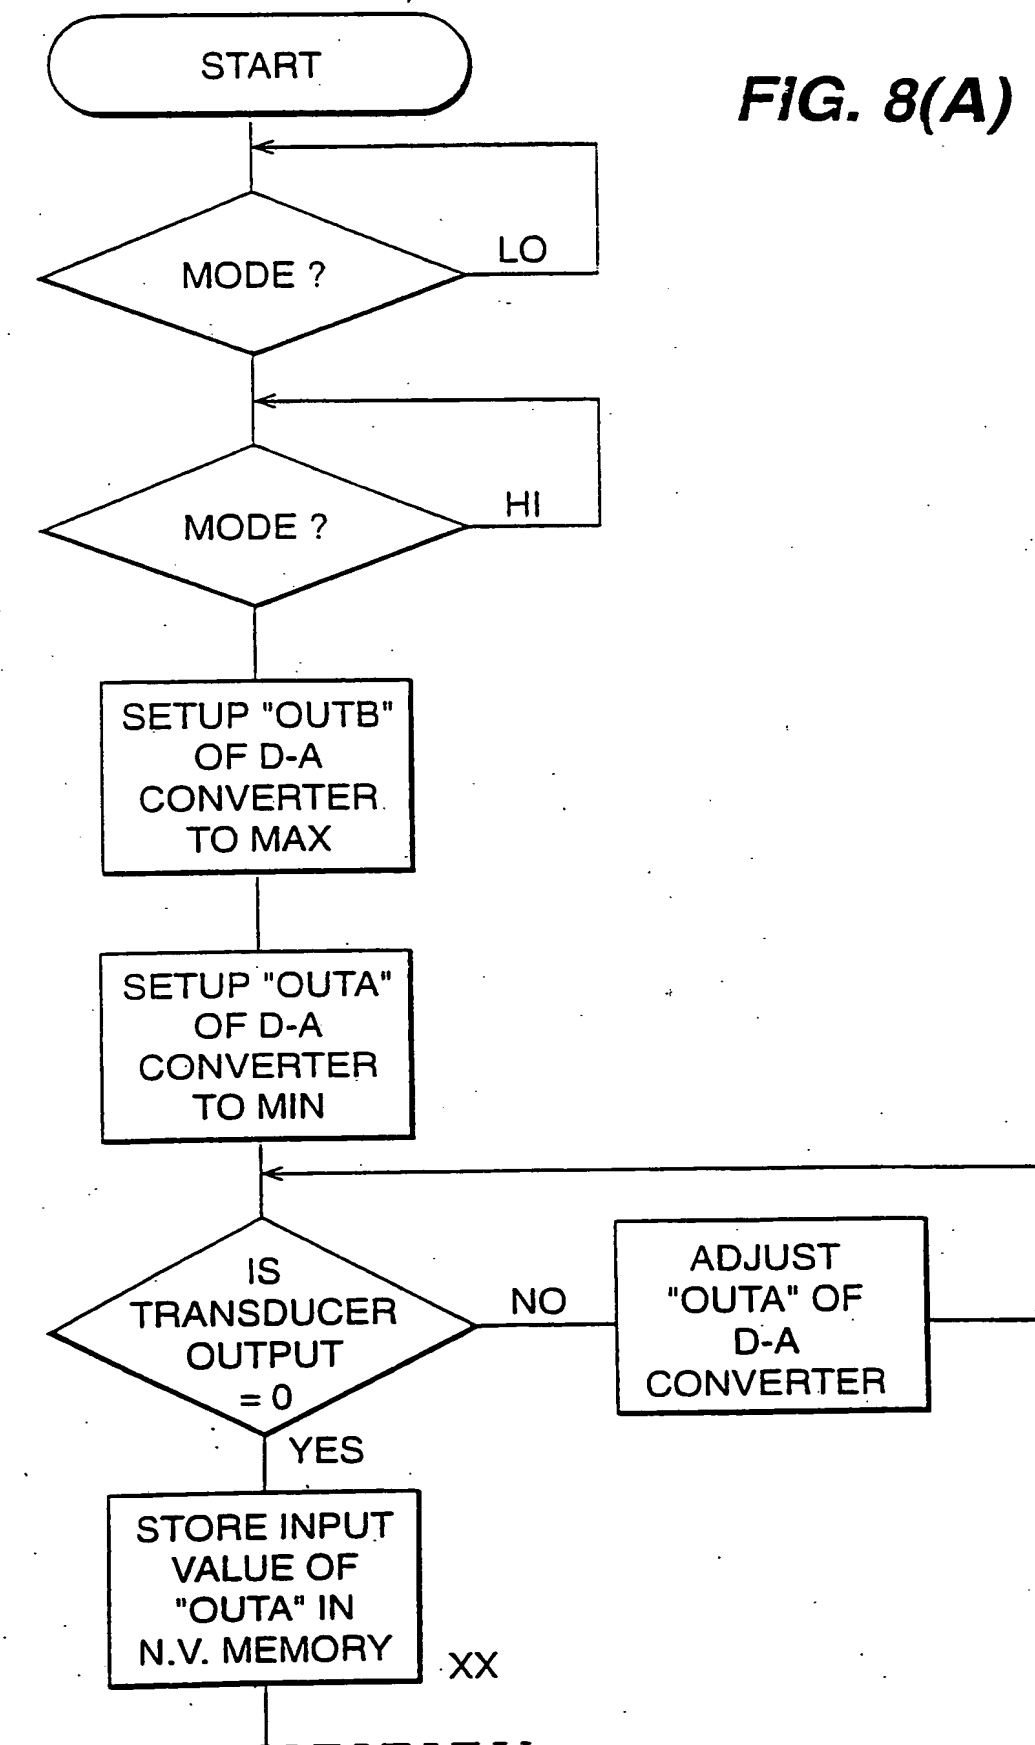 START
FIG. 8(A)
LO
MODE ?
HI
MODE ?
SETUP "OUTB"
OF D-A
CONVERTER
TO MAX
SETUP "OUTA"
OF D-A
CONVERTER
TO MIN
IS
TRANSDUCER
OUTPUT
= 0
NO
ADJUST
"OUTA" OF
D-A
CONVERTER
YES
STORE INPUT
VALUE OF
"OUTA" IN
N.V. MEMORY
XX